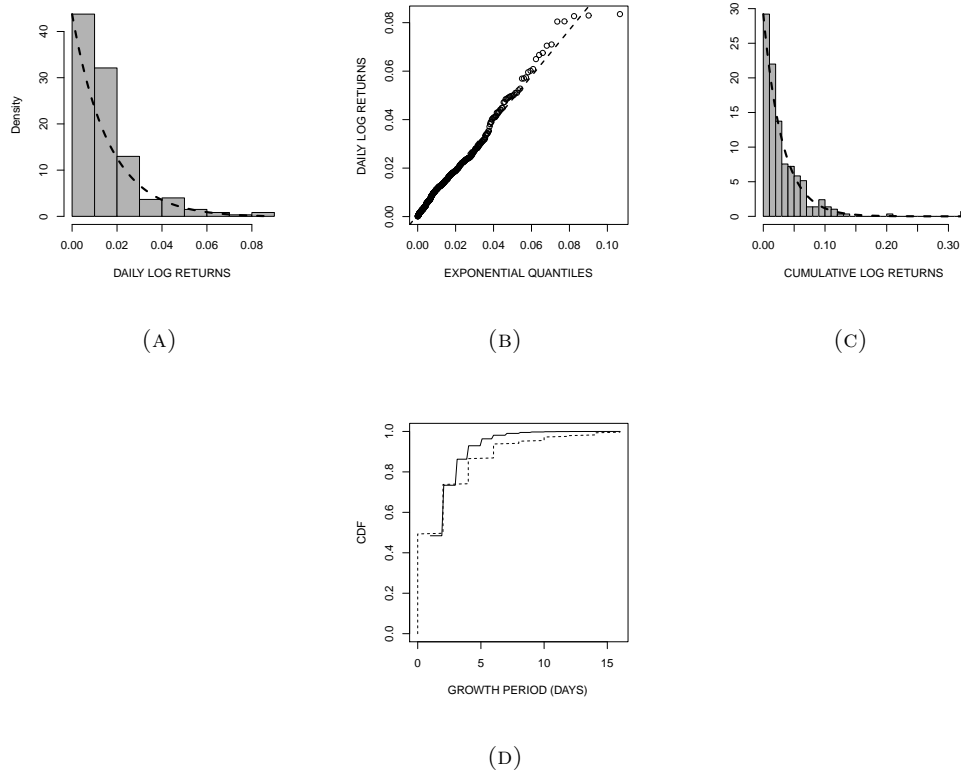 0 10 20 30 40
Density
0.00 0.02 0.04 0.06 0.08
DAILY LOG RETURNS
(A)
0.00 0.02 0.04 0.06 0.08
DAILY LOG RETURNS
0.00 0.02 0.04 0.06 0.08 0.10
EXPONENTIAL QUANTILES
(B)
0 5 10 15 20 25 30
0.00 0.10 0.20 0.30
CUMULATIVE LOG RETURNS
(C)
0.0 0.2 0.4 0.6 0.8 1.0
CDF
0 5 10 15
GROWTH PERIOD (DAYS)
(D)